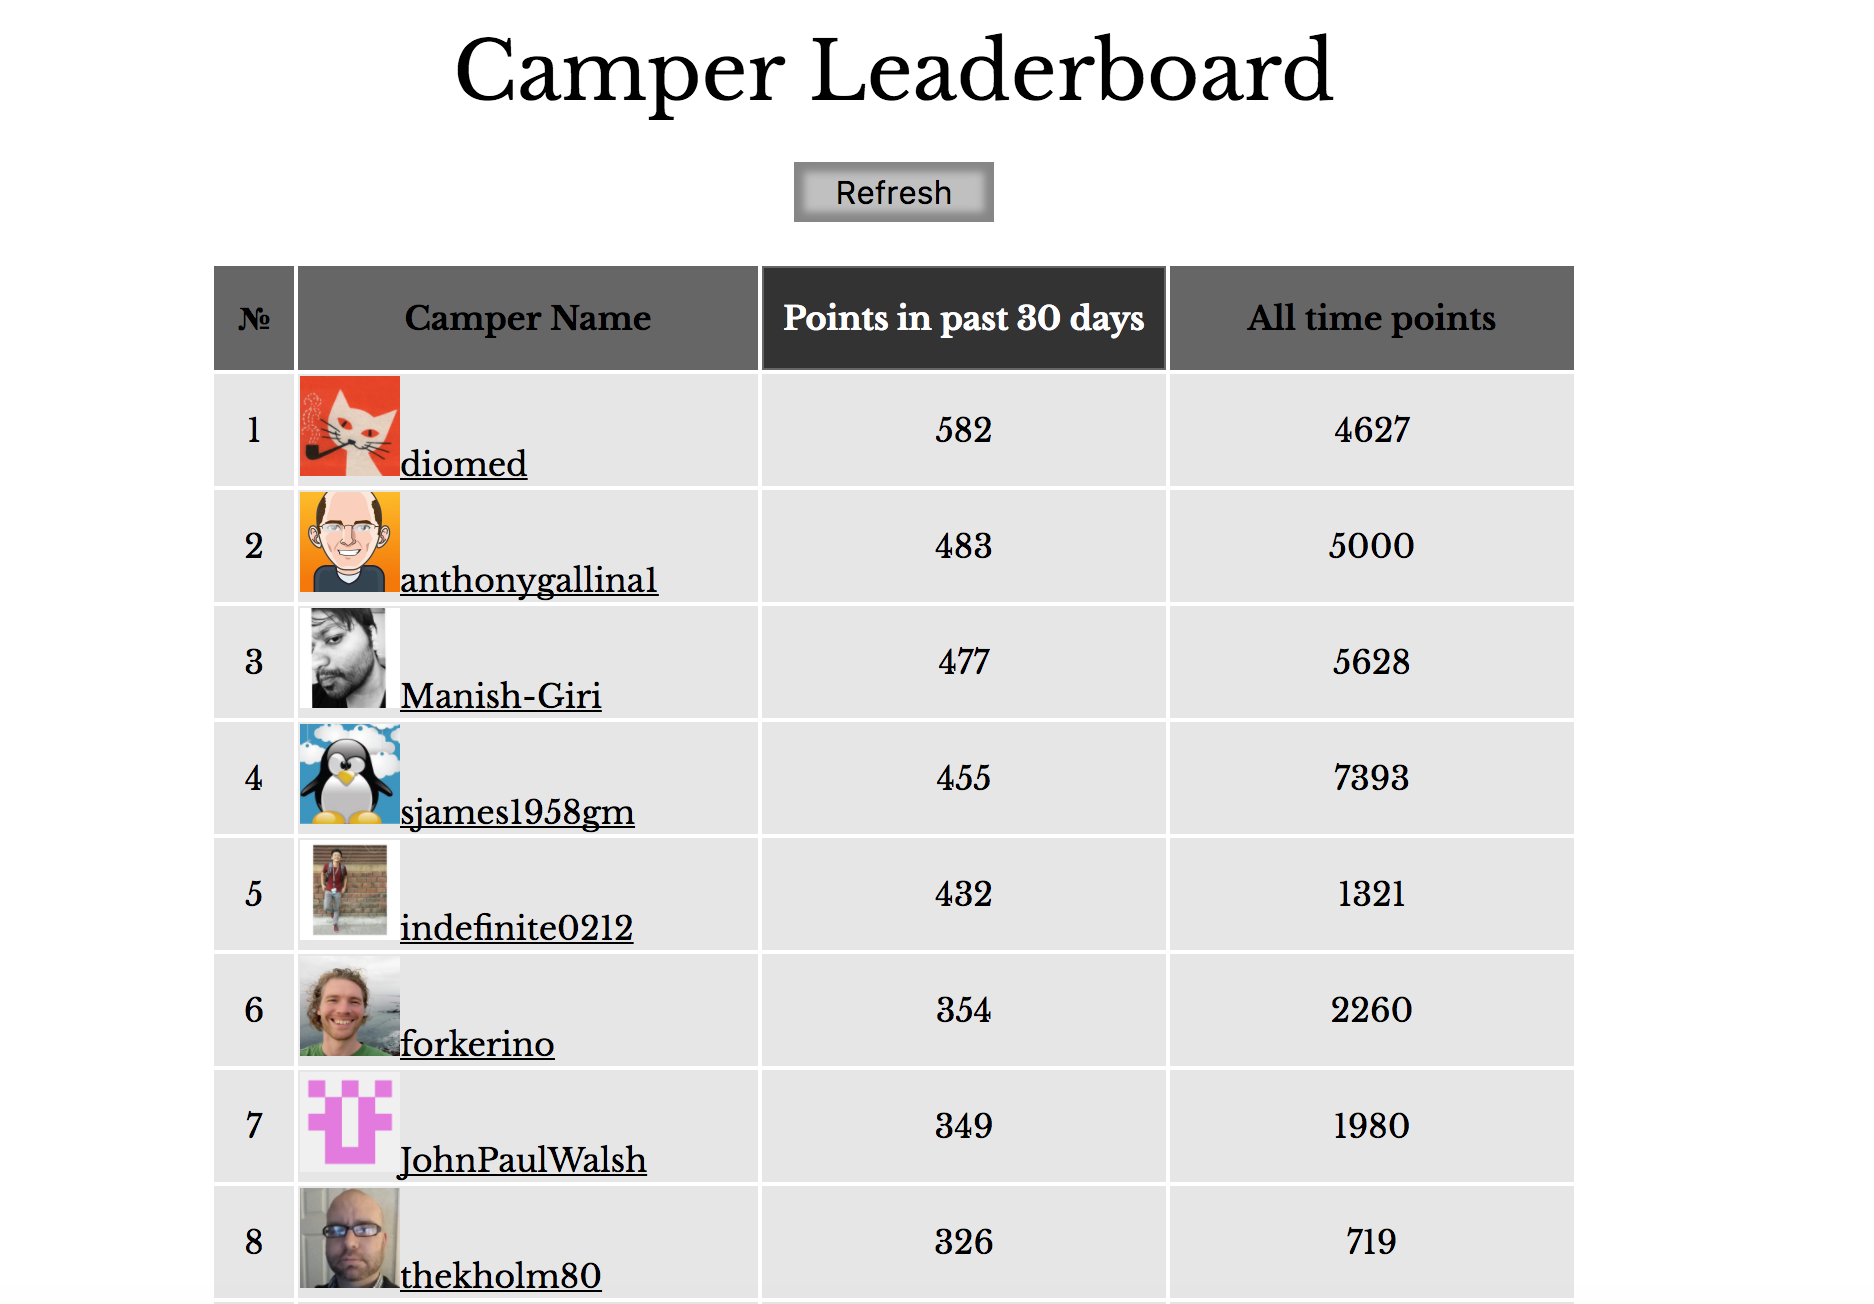 Camper Leaderboard
Refresh
№ Camper Name Points in past 30 days All time points
1 diomed 582 4627
2 anthonygallina1 483 5000
3 Manish-Giri 477 5628
4 sjames1958gm 455 7393
5 indefinite0212 432 1321
6 forkerino 354 2260
7 JohnPaulWalsh 349 1980
8 thekholm80 326 719